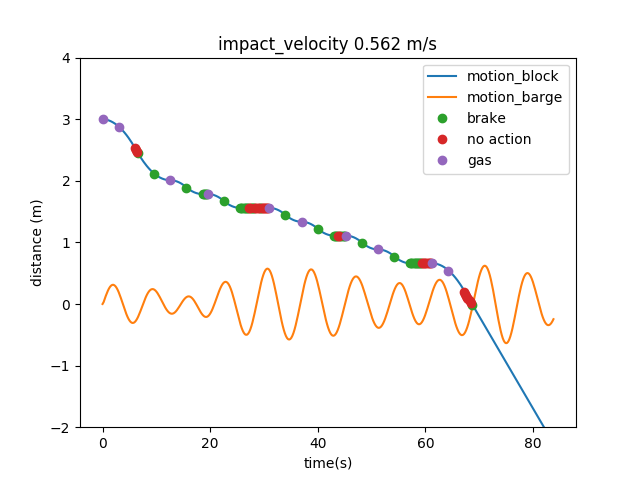 impact_velocity 0.562 m/s
motion_block
motion_barge
brake
no action
gas
distance (m)
4
3
2
1
0
−1
−2
0 20 40 60 80
time(s)